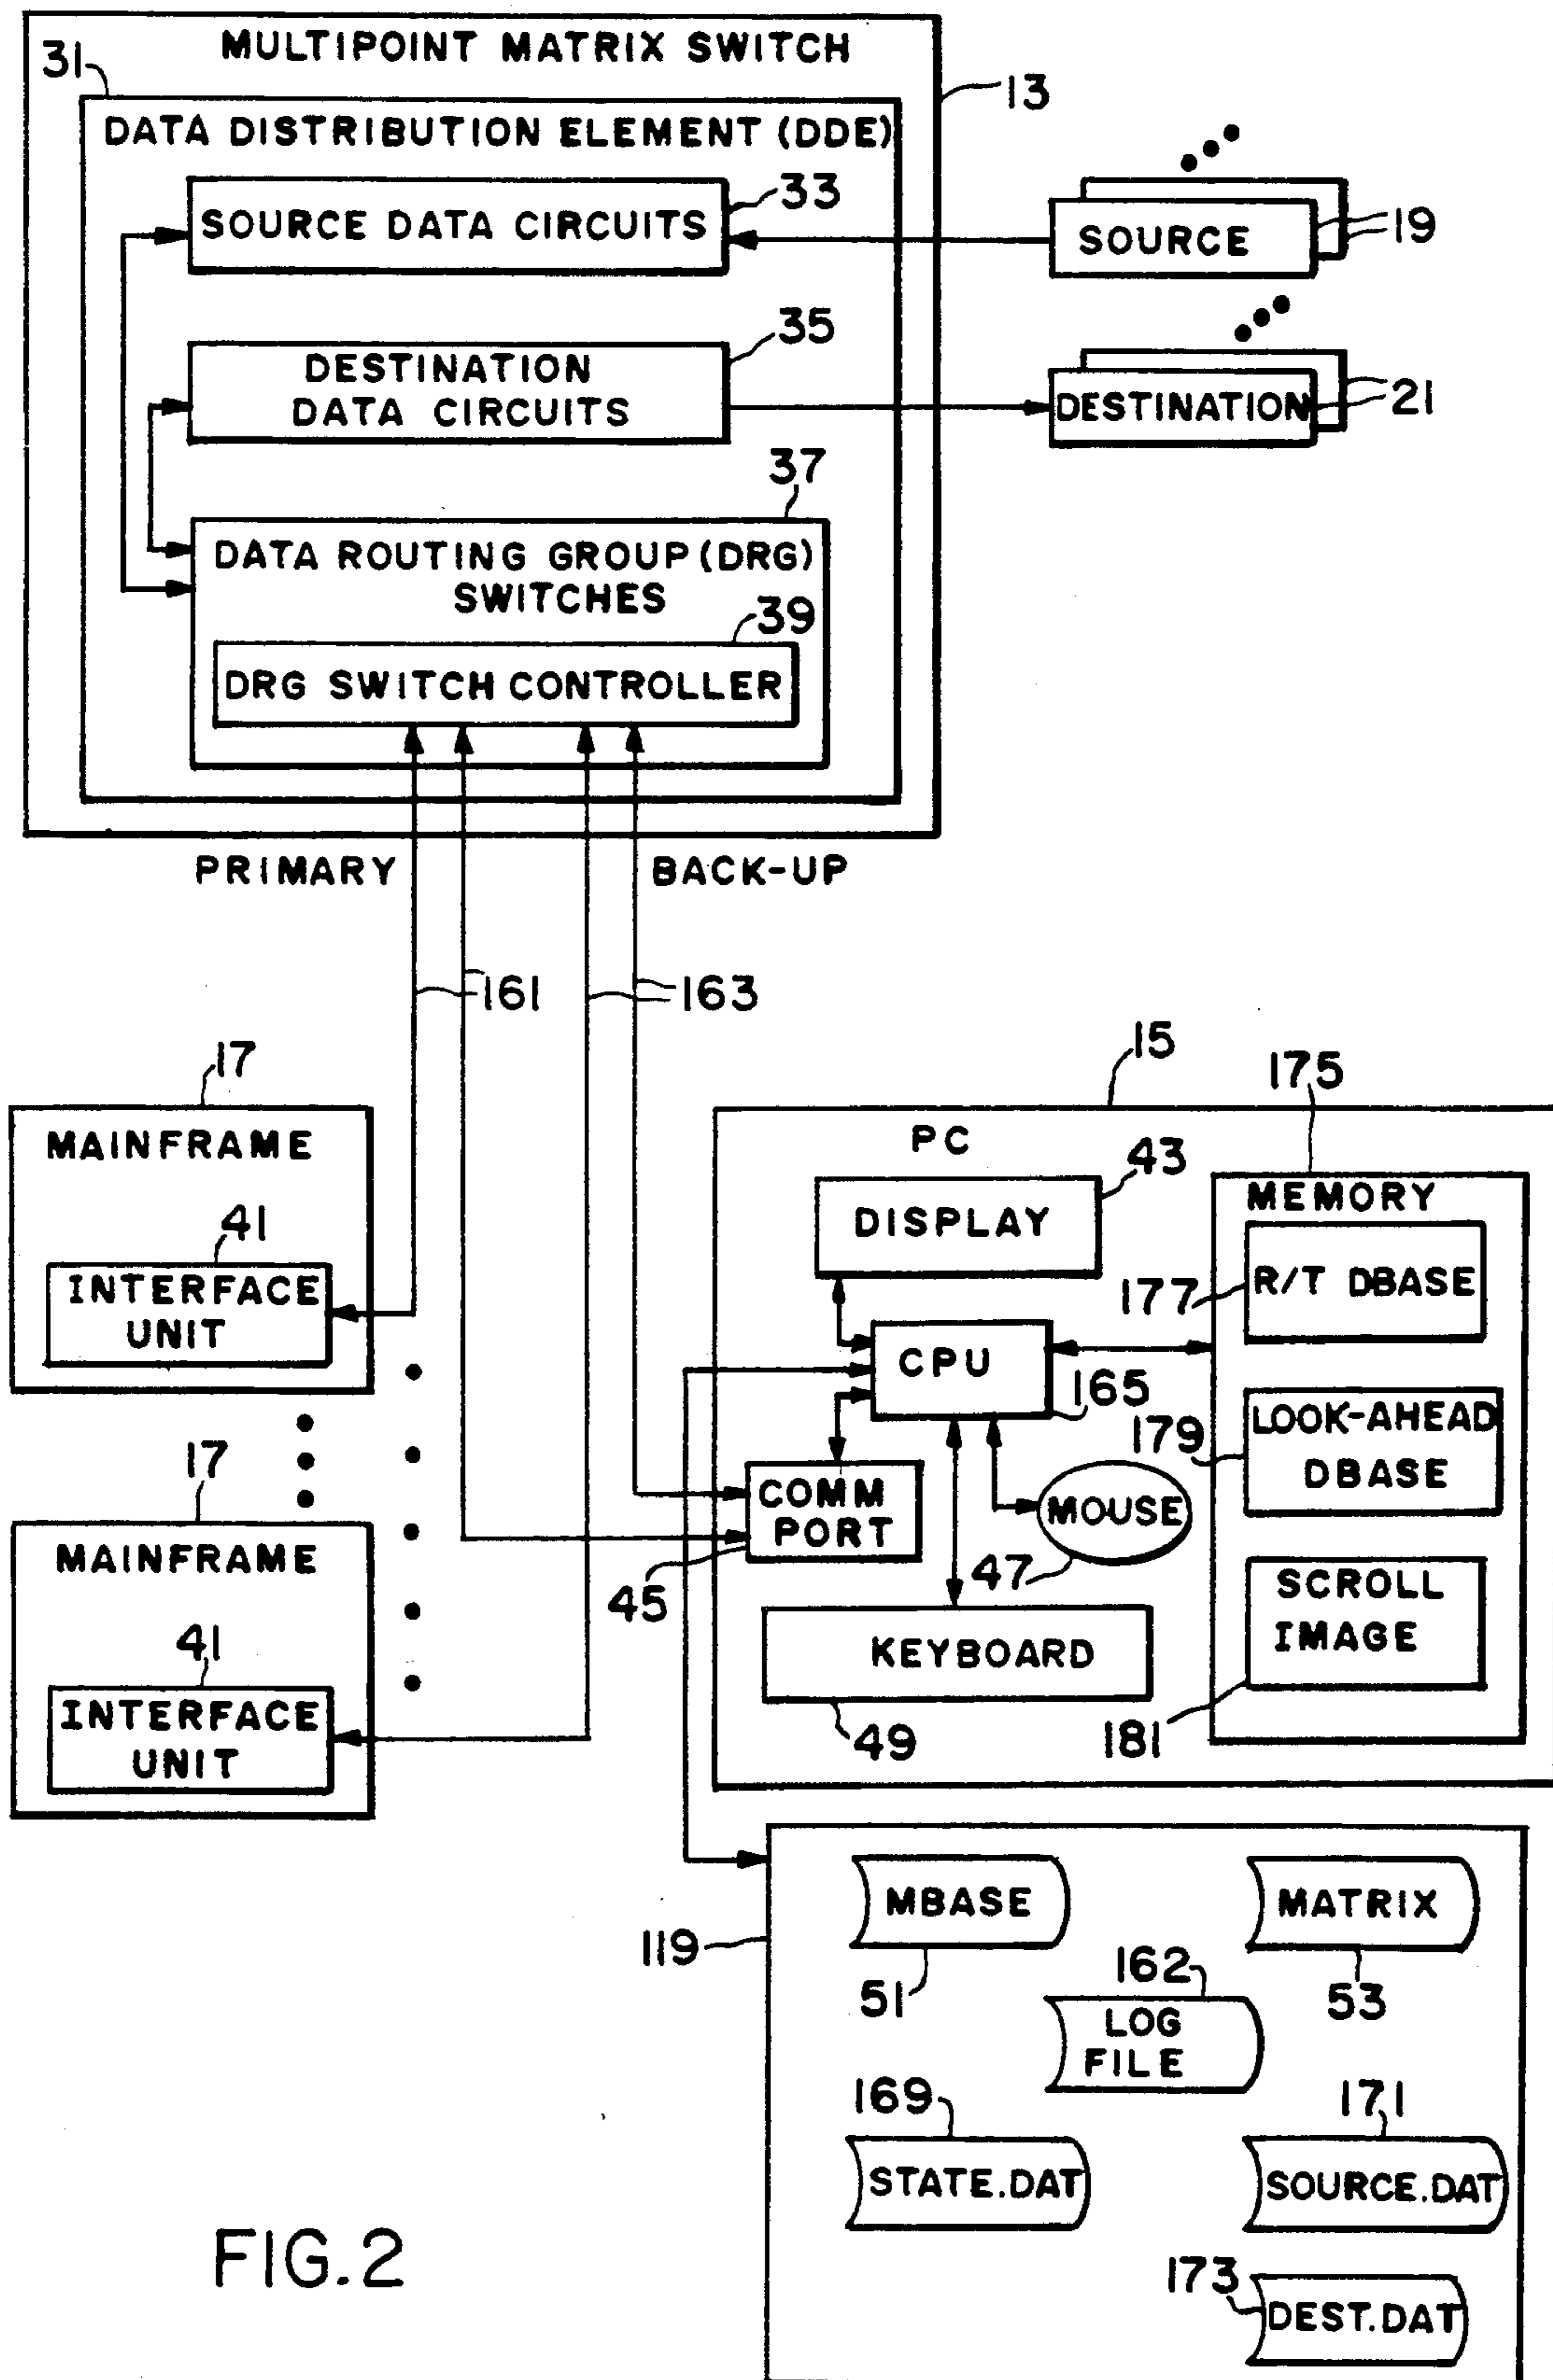 MULTIPOINT MATRIX SWITCH
31
13
DATA DISTRIBUTION ELEMENT (DDE)
33
SOURCE DATA CIRCUITS
SOURCE
19
35
DESTINATION
DATA CIRCUITS
DESTINATION
21
37
DATA ROUTING GROUP (DRG)
SWITCHES
39
DRG SWITCH CONTROLLER
PRIMARY
BACK-UP
161
163
17
MAINFRAME
41
INTERFACE
UNIT
17
MAINFRAME
41
INTERFACE
UNIT
15
175
PC
43
DISPLAY
MEMORY
177
R/T DBASE
CPU
165
179
LOOK-AHEAD
DBASE
COMM
PORT
45
MOUSE
47
SCROLL
IMAGE
181
KEYBOARD
49
119
MBASE
51
MATRIX
53
162
LOG
FILE
169
STATE.DAT
171
SOURCE.DAT
173
DEST.DAT
FIG.2